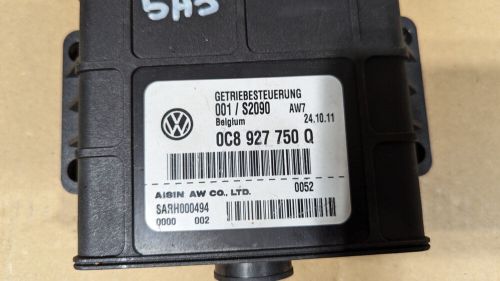 5H5
GETRIEBESTEUERUNG
001 / S2090 AW7
Belgium 24.10.11
0C8 927 750 Q
AISIN AW CO., LTD. 0052
SARH000494
0000 002